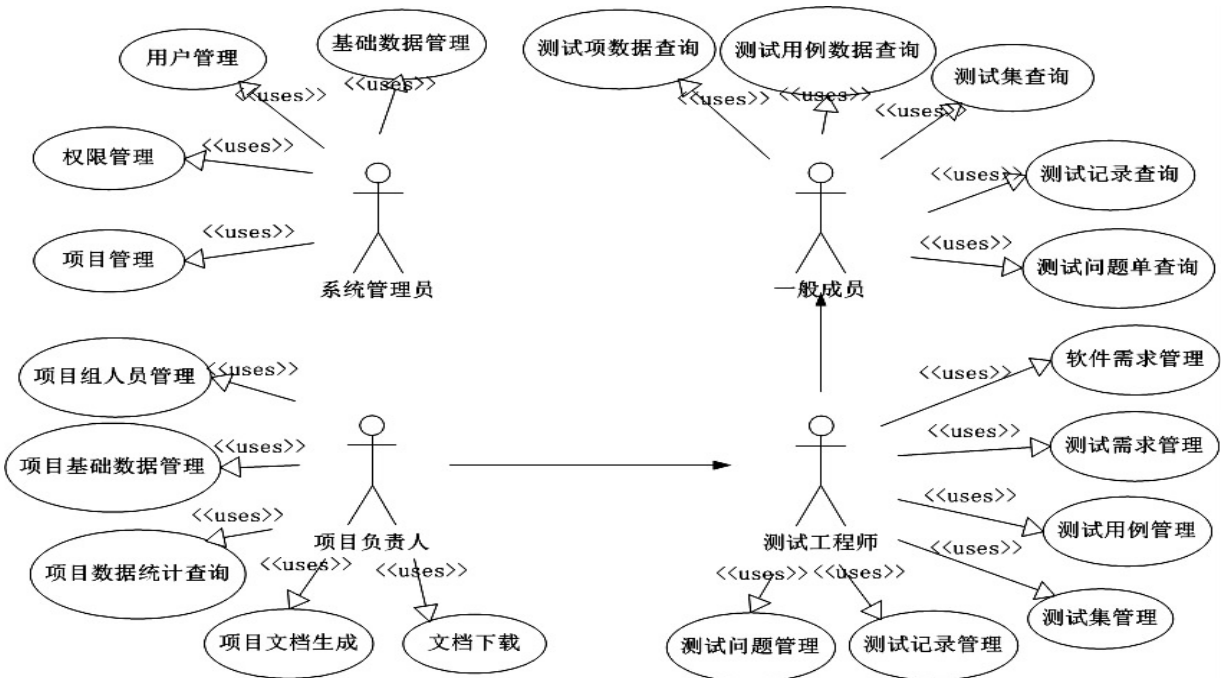 用户管理
基础数据管理
测试项数据查询
测试用例数据查询
测试集查询
<<uses>>
<<uses>>
<<uses>>
<<uses>>
<<uses>>
权限管理
<<uses>>
<<uses>>
测试记录查询
项目管理
<<uses>>
<<uses>>
测试问题单查询
系统管理员
一般成员
项目组人员管理
<<uses>>
<<uses>>
软件需求管理
项目基础数据管理
<<uses>>
<<uses>>
测试需求管理
<<uses>>
<<uses>>
测试用例管理
项目负责人
测试工程师
项目数据统计查询
<<uses>>
<<uses>>
<<uses>>
<<uses>>
<<uses>>
测试集管理
项目文档生成
文档下载
测试问题管理
测试记录管理